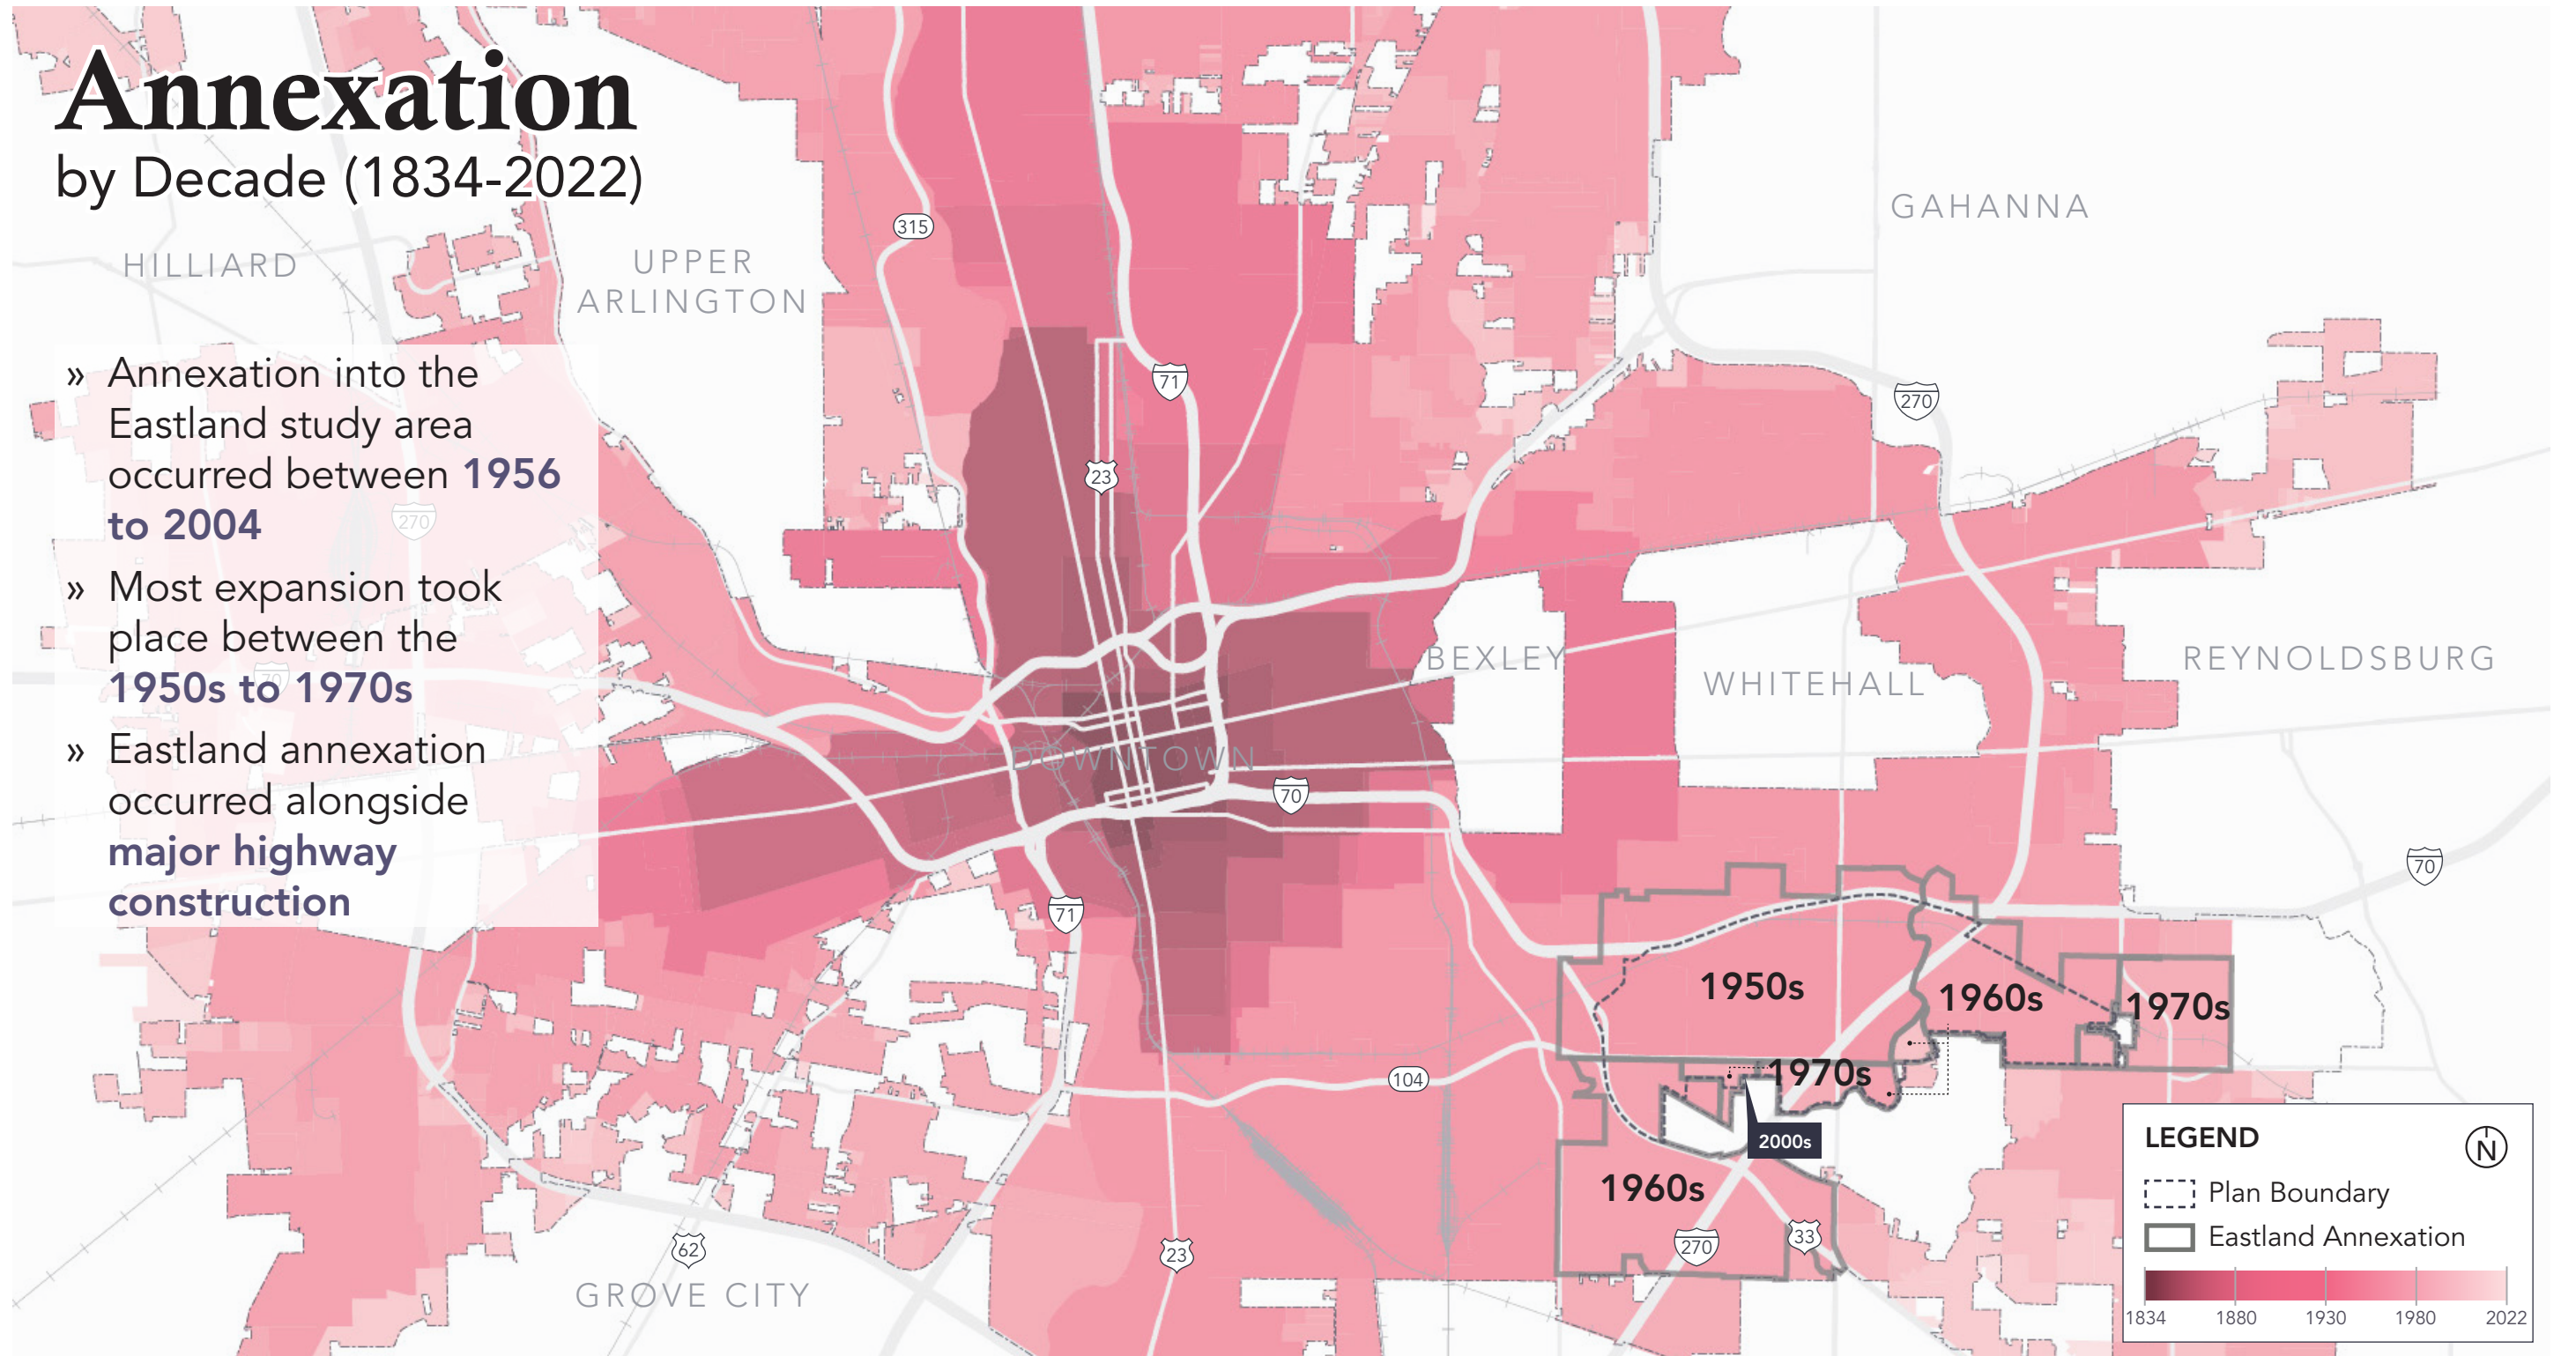 Annexation
by Decade (1834-2022)
HILLIARD
UPPER
ARLINGTON
GAHANNA
315
71
270
23
» Annexation into the
Eastland study area
occurred between 1956
to 2004
270
» Most expansion took
place between the
1950s to 1970s
70
» Eastland annexation
occurred alongside
major highway
construction
BEXLEY
WHITEHALL
REYNOLDSBURG
DOWNTOWN
70
70
71
1950s
1960s
1970s
104
1970s
2000s
1960s
270
33
62
23
GROVE CITY
LEGEND
N
Plan Boundary
Eastland Annexation
1834 1880 1930 1980 2022